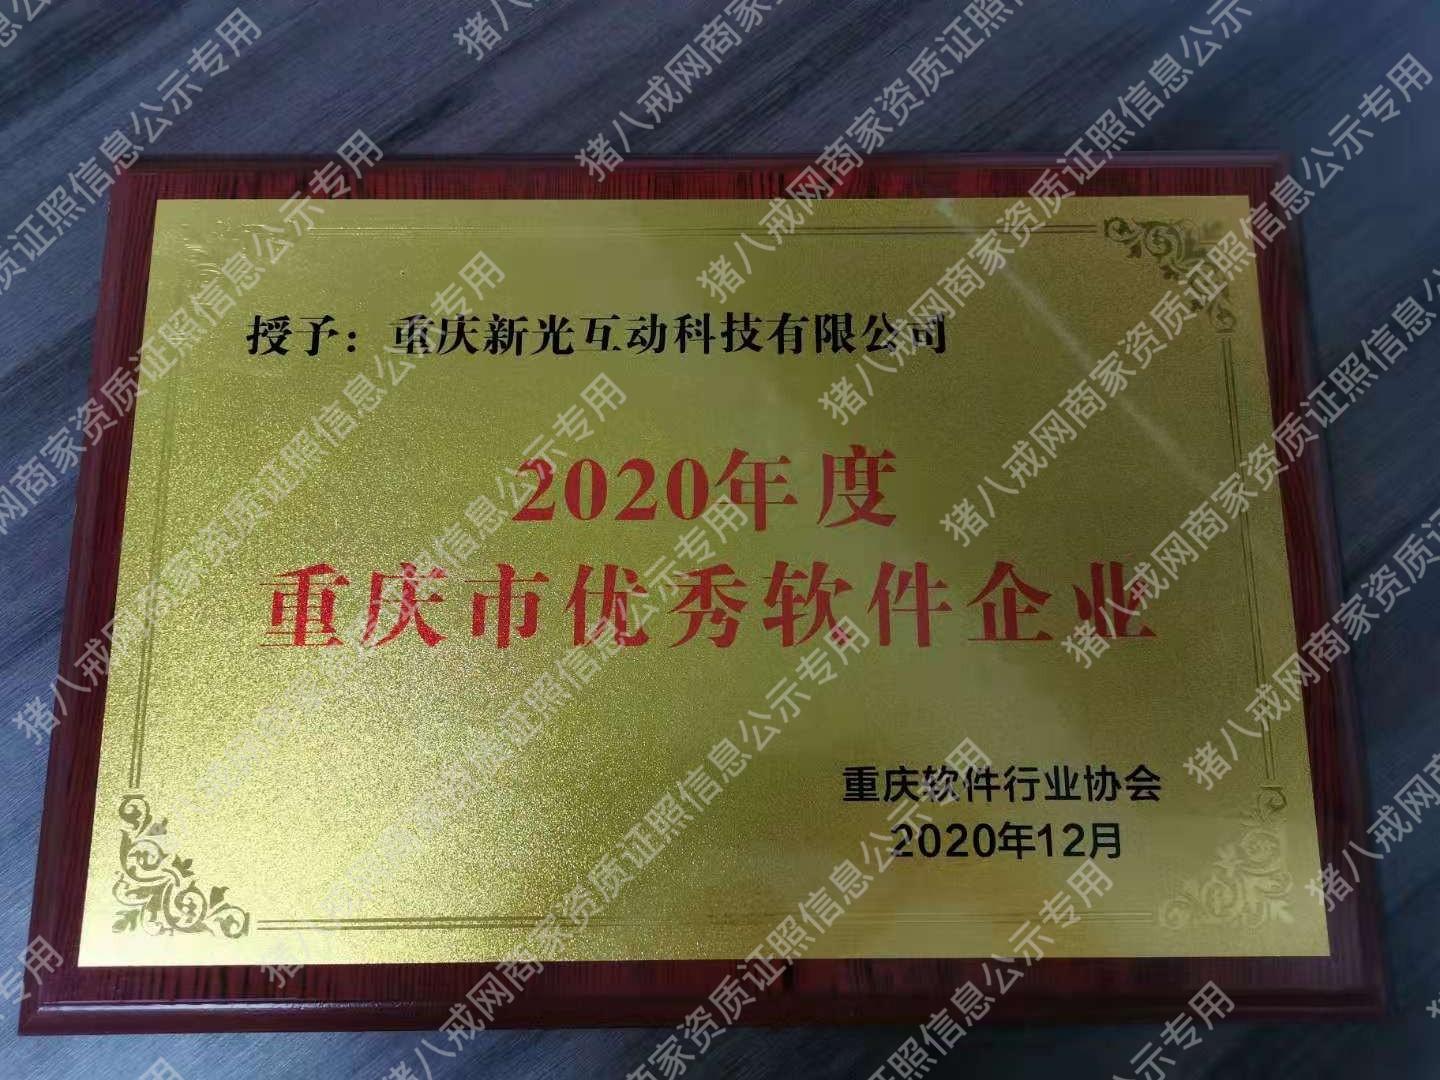 授予：重庆新光互动科技有限公司
2020年度
重庆市优秀软件企业
重庆软件行业协会
2020年12月
猪八戒网商家资质证照信息公示专用